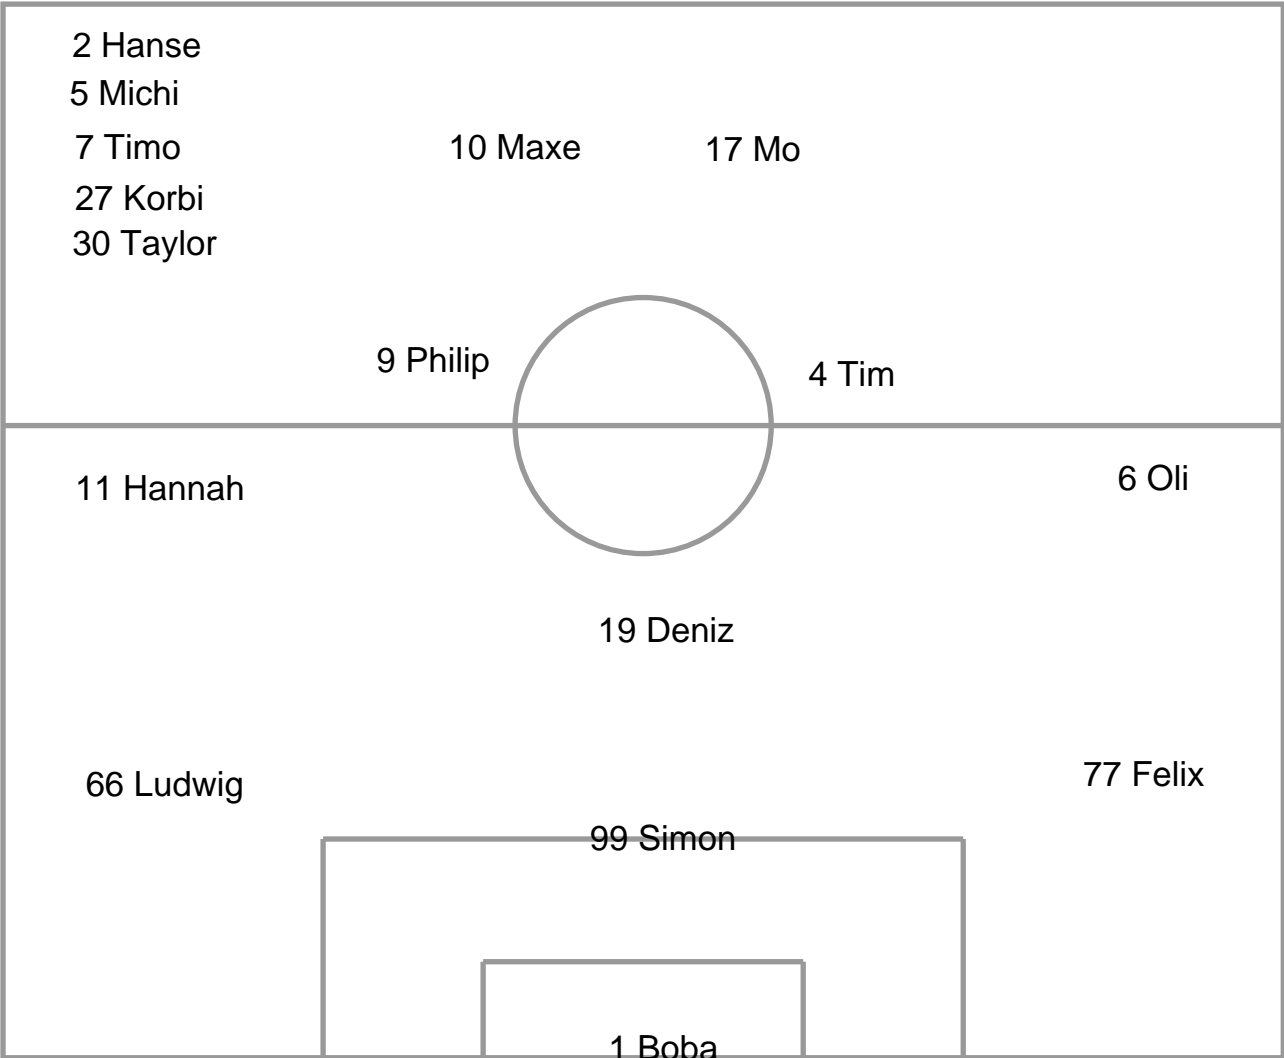 2 Hanse
5 Michi
7 Timo
10 Maxe
17 Mo
27 Korbi
30 Taylor
9 Philip
4 Tim
11 Hannah
6 Oli
19 Deniz
66 Ludwig
77 Felix
99 Simon
1 Boba